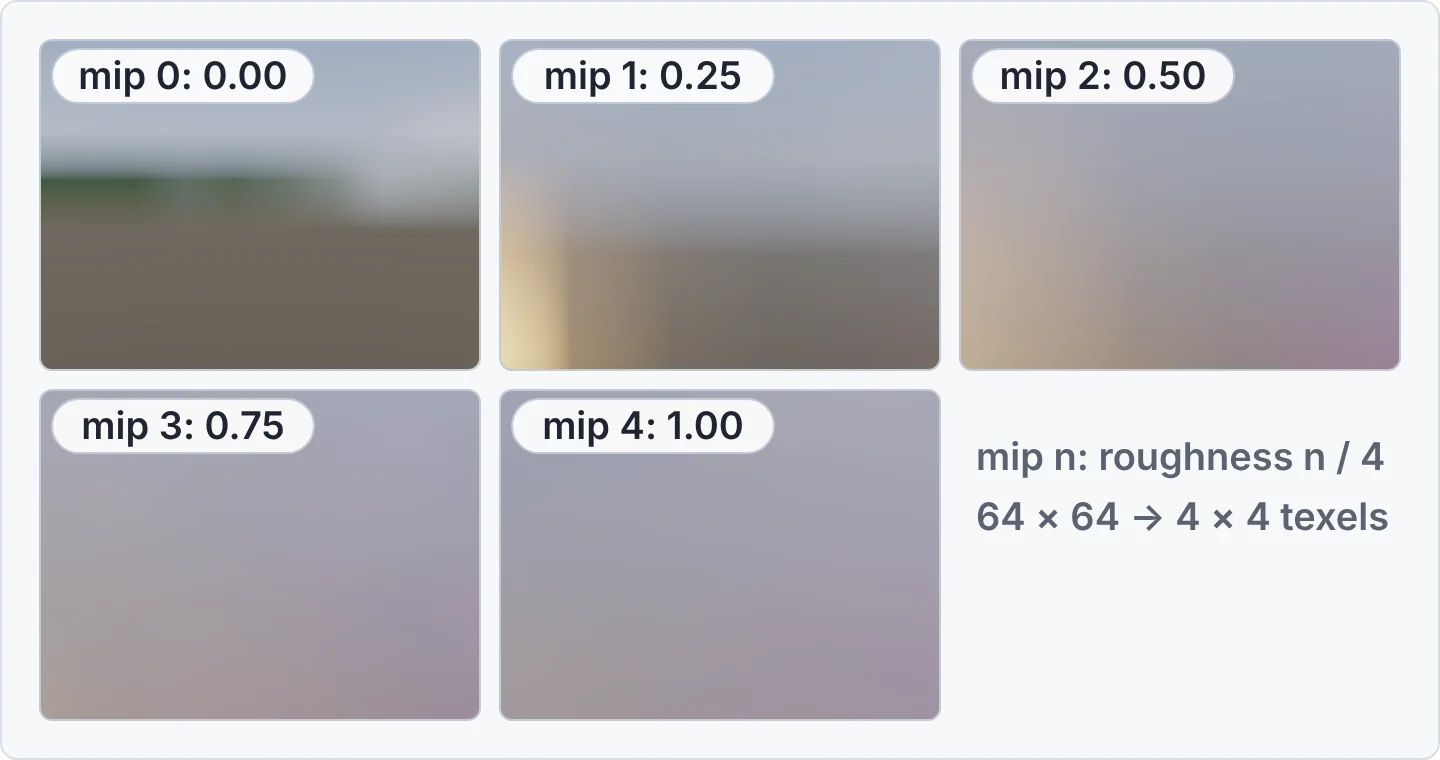 mip 0: 0.00
mip 1: 0.25
mip 2: 0.50
mip 3: 0.75
mip 4: 1.00
mip n: roughness n / 4
64 × 64 → 4 × 4 texels